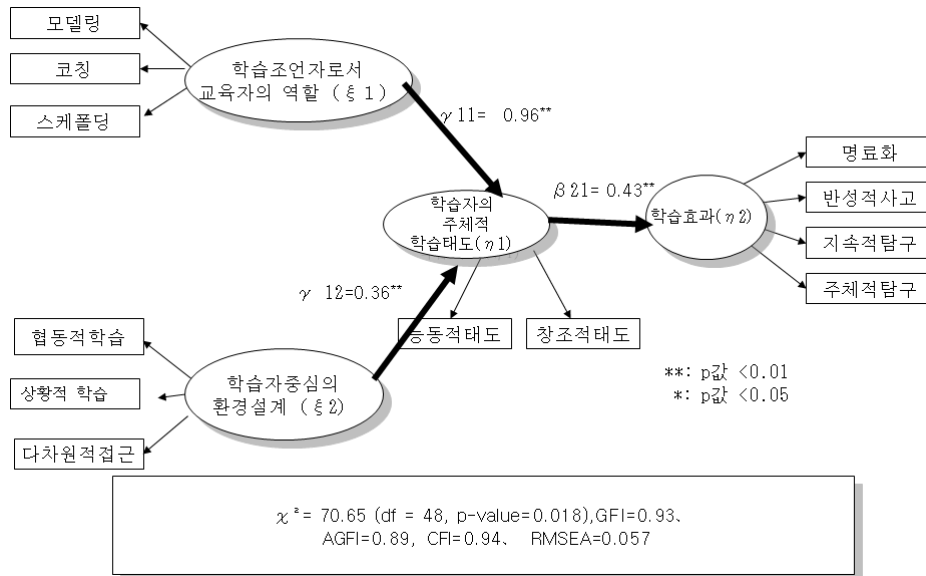 모델링
코칭
스케폴딩
학습조언자로서
교육자의 역할 (ξ1)
γ11= 0.96**
학습자의
주체적
학습태도(η1)
β21= 0.43**
학습효과(η2)
명료화
반성적사고
지속적탐구
주체적탐구
γ 12=0.36**
능동적태도
창조적태도
협동적학습
상황적 학습
다차원적접근
학습자중심의
환경설계 (ξ2)
**: p값 <0.01
*: p값 <0.05
χ²= 70.65 (df = 48, p-value=0.018),GFI=0.93、
AGFI=0.89, CFI=0.94、 RMSEA=0.057